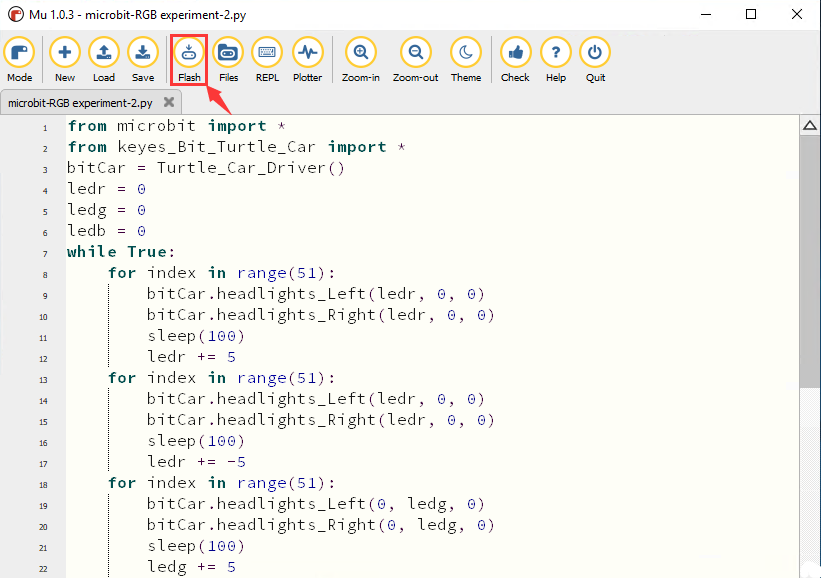 Mu 1.0.3 - microbit-RGB experiment-2.py
Mode New Load Save Flash Files REPL Plotter Zoom-in Zoom-out Theme Check Help Quit
microbit-RGB experiment-2.py
1 from microbit import *
2 from keyes_Bit_Turtle_Car import *
3 bitCar = Turtle_Car_Driver()
4 ledr = 0
5 ledg = 0
6 ledb = 0
7 while True:
8     for index in range(51):
9         bitCar.headlights_Left(ledr, 0, 0)
10         bitCar.headlights_Right(ledr, 0, 0)
11         sleep(100)
12         ledr += 5
13     for index in range(51):
14         bitCar.headlights_Left(ledr, 0, 0)
15         bitCar.headlights_Right(ledr, 0, 0)
16         sleep(100)
17         ledr += -5
18     for index in range(51):
19         bitCar.headlights_Left(0, ledg, 0)
20         bitCar.headlights_Right(0, ledg, 0)
21         sleep(100)
22         ledg += 5